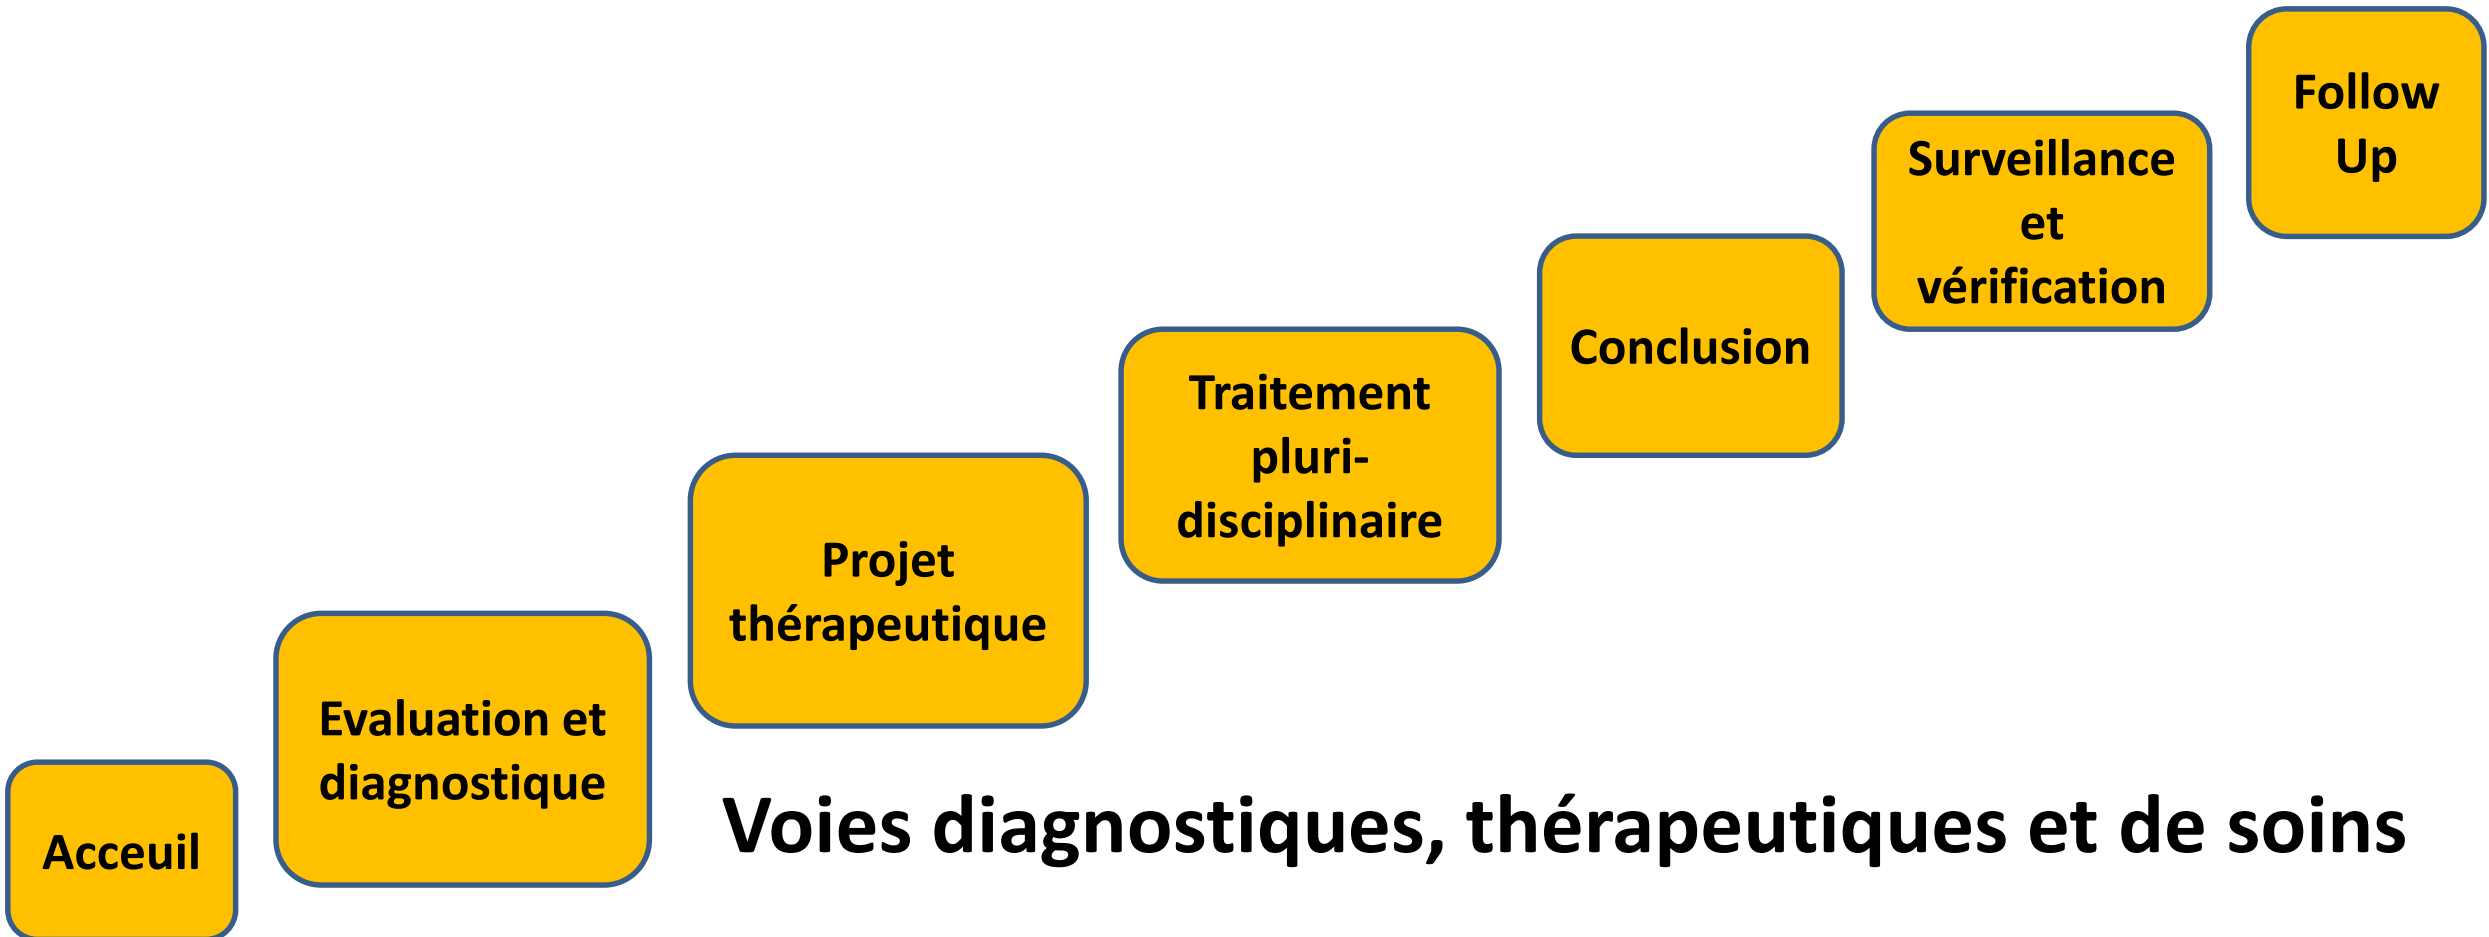 Acceuil
Evaluation et
diagnostique
Projet
thérapeutique
Traitement
pluri-
disciplinaire
Conclusion
Surveillance
et
vérification
Follow
Up
Voies diagnostiques, thérapeutiques et de soins